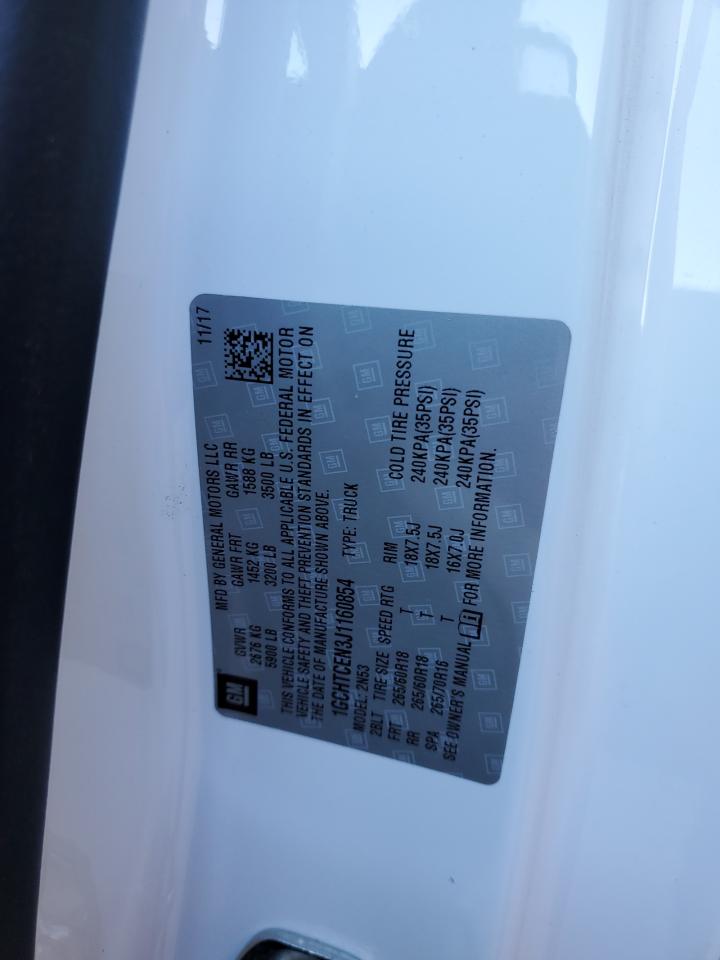 GM
MFD BY GENERAL MOTORS LLC 11/17
GVWR GAWR FRT GAWR RR
2676 KG 1452 KG 1588 KG
5900 LB 3200 LB 3500 LB
THIS VEHICLE CONFORMS TO ALL APPLICABLE U.S. FEDERAL MOTOR
VEHICLE SAFETY AND THEFT PREVENTION STANDARDS IN EFFECT ON
THE DATE OF MANUFACTURE SHOWN ABOVE.
1GCHTCEN3J1160854 TYPE: TRUCK
MODEL: 2N53
2BLT TIRE SIZE SPEED RTG RIM COLD TIRE PRESSURE
FRT 265/60R18 T 18X7.5J 240KPA(35PSI)
RR 265/60R18 T 18X7.5J 240KPA(35PSI)
SPA 265/70R16 T 16X7.0J 240KPA(35PSI)
SEE OWNER'S MANUAL FOR MORE INFORMATION.